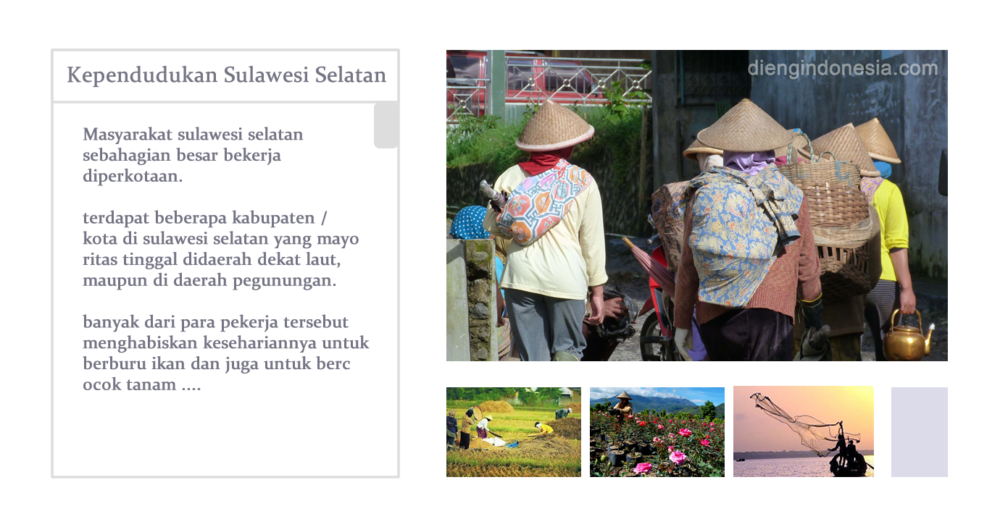 Kependudukan Sulawesi Selatan
Masyarakat sulawesi selatan
sebahagian besar bekerja
diperkotaan.
terdapat beberapa kabupaten /
kota di sulawesi selatan yang mayo
ritas tinggal didaerah dekat laut,
maupun di daerah pegunungan.
banyak dari para pekerja tersebut
menghabiskan kesehariannya untuk
berburu ikan dan juga untuk berc
ocok tanam ....
diengindonesia.com